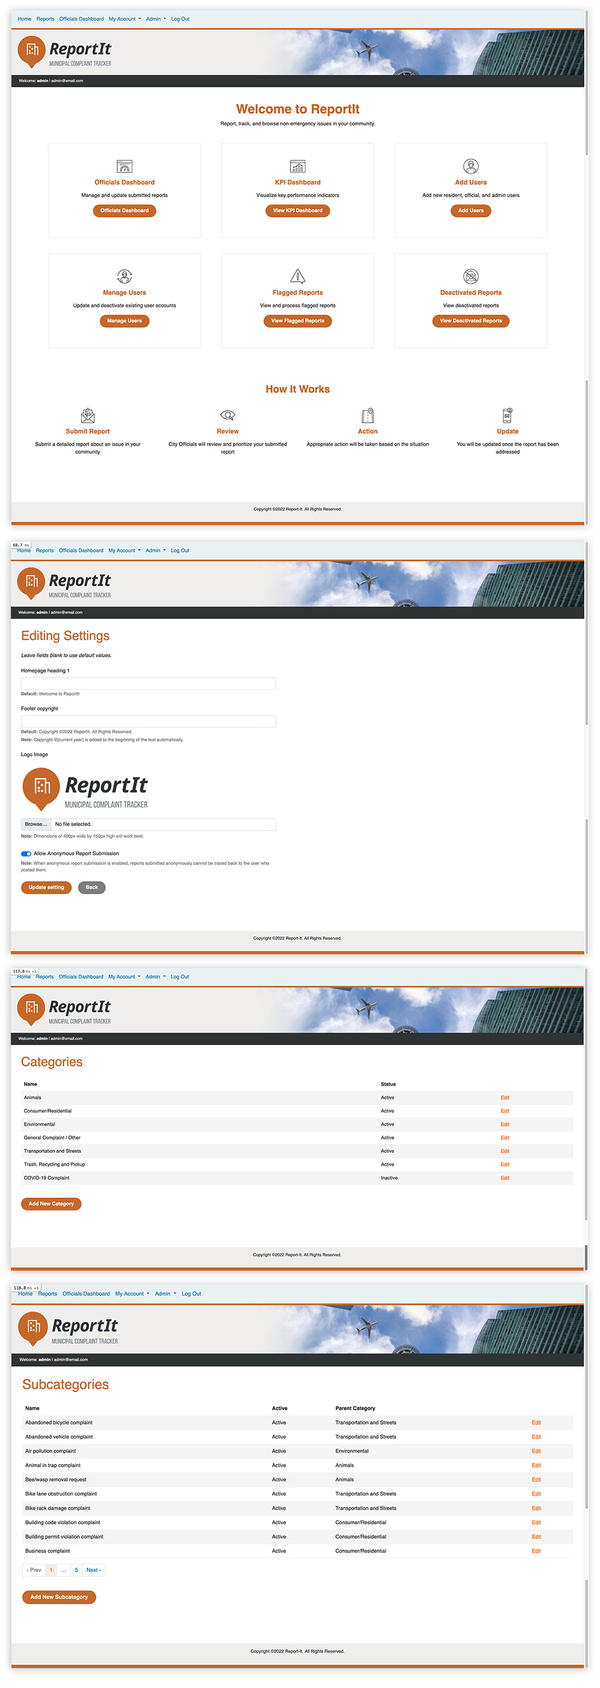 Home Reports Officials Dashboard My Account Admin Log Out
ReportIt
MUNICIPAL COMPLAINT TRACKER
Welcome: admin | admin@email.com
Welcome to ReportIt
Report, track, and browse non-emergency issues in your community.
Officials Dashboard KPI Dashboard Add Users
Manage and update submitted reports Visualize key performance indicators Add new resident, official, and admin users
Officials Dashboard View KPI Dashboard Add Users
Manage Users Flagged Reports Deactivated Reports
Update and deactivate existing user accounts View and process flagged reports View deactivated reports
Manage Users View Flagged Reports View Deactivated Reports
How It Works
Submit Report Review Action Update
Submit a detailed report about an issue in your City Officials will review and prioritize your submitted Appropriate action will be taken based on the situation You will be updated once the report has been
community report addressed
Copyright ©2022 Report-It. All Rights Reserved.
68.7 ms
Home Reports Officials Dashboard My Account Admin Log Out
ReportIt
MUNICIPAL COMPLAINT TRACKER
Welcome: admin | admin@email.com
Editing Settings
Leave fields blank to use default values.
Homepage heading 1
Default: Welcome to ReportIt
Footer copyright
Default: Copyright ©2022 ReportIt. All Rights Reserved.
Note: Copyright ©[current year] is added to the beginning of the text automatically.
Logo Image
ReportIt
MUNICIPAL COMPLAINT TRACKER
Browse... No file selected.
Note: Dimensions of 400px wide by 150px high will work best.
Allow Anonymous Report Submission
Note: When anonymous report submission is enabled, reports submitted anonymously cannot be traced back to the user who
posted them.
Update setting Back
Copyright ©2022 Report-It. All Rights Reserved.
117.8 ms ×3
Home Reports Officials Dashboard My Account Admin Log Out
ReportIt
MUNICIPAL COMPLAINT TRACKER
Welcome: admin | admin@email.com
Categories
Name Status
Animals Active Edit
Consumer/Residential Active Edit
Environmental Active Edit
General Complaint / Other Active Edit
Transportation and Streets Active Edit
Trash, Recycling and Pickup Active Edit
COVID-19 Complaint Inactive Edit
Add New Category
Copyright ©2022 Report-It. All Rights Reserved.
Home Reports Officials Dashboard My Account Admin Log Out
ReportIt
MUNICIPAL COMPLAINT TRACKER
Welcome: admin | admin@email.com
Subcategories
Name Active Parent Category
Abandoned bicycle complaint Active Transportation and Streets Edit
Abandoned vehicle complaint Active Transportation and Streets Edit
Air pollution complaint Active Environmental Edit
Animal in trap complaint Active Animals Edit
Bee/wasp removal request Active Animals Edit
Bike lane obstruction complaint Active Transportation and Streets Edit
Bike rack damage complaint Active Transportation and Streets Edit
Building code violation complaint Active Consumer/Residential Edit
Building permit violation complaint Active Consumer/Residential Edit
Business complaint Active Consumer/Residential Edit
‹ Prev 1 ... 5 Next ›
Add New Subcategory
Copyright ©2022 Report-It. All Rights Reserved.